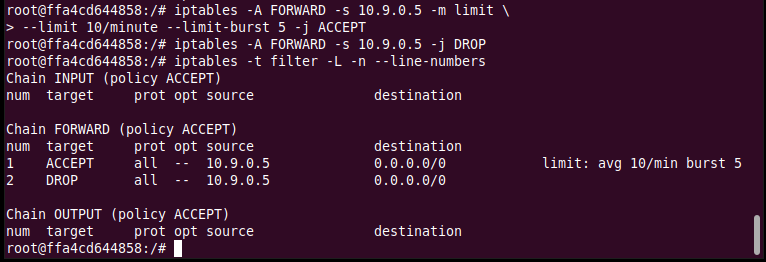 root@ffa4cd644858:/# iptables -A FORWARD -s 10.9.0.5 -m limit \
> --limit 10/minute --limit-burst 5 -j ACCEPT
root@ffa4cd644858:/# iptables -A FORWARD -s 10.9.0.5 -j DROP
root@ffa4cd644858:/# iptables -t filter -L -n --line-numbers
Chain INPUT (policy ACCEPT)
num  target     prot opt source               destination

Chain FORWARD (policy ACCEPT)
num  target     prot opt source               destination
1    ACCEPT     all  --  10.9.0.5             0.0.0.0/0            limit: avg 10/min burst 5
2    DROP       all  --  10.9.0.5             0.0.0.0/0

Chain OUTPUT (policy ACCEPT)
num  target     prot opt source               destination
root@ffa4cd644858:/#